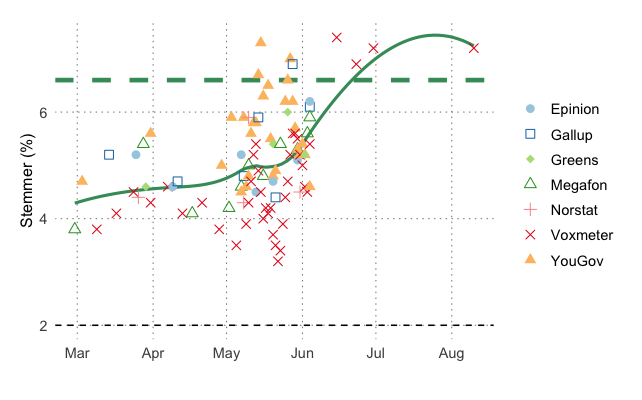 Stemmer (%)
6
4
2
Mar Apr May Jun Jul Aug
Epinion
Gallup
Greens
Megafon
Norstat
Voxmeter
YouGov